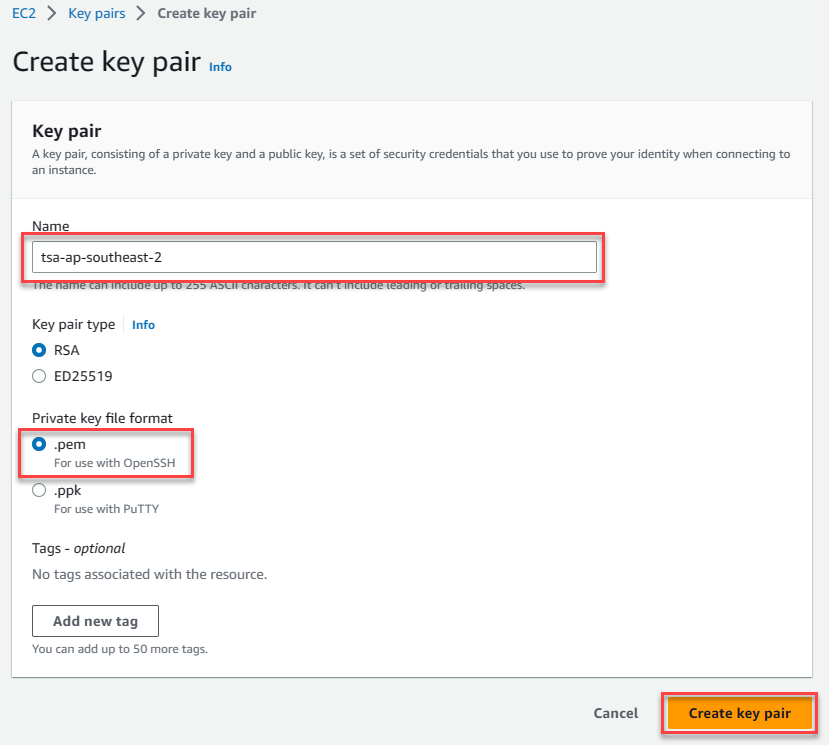 EC2 > Key pairs > Create key pair
Create key pair Info
Key pair
A key pair, consisting of a private key and a public key, is a set of security credentials that you use to prove your identity when connecting to
an instance.
Name
tsa-ap-southeast-2
The name can include up to 255 ASCII characters. It can't include leading or trailing spaces.
Key pair type Info
RSA
ED25519
Private key file format
.pem
For use with OpenSSH
.ppk
For use with PuTTY
Tags - optional
No tags associated with the resource.
Add new tag
You can add up to 50 more tags.
Cancel Create key pair